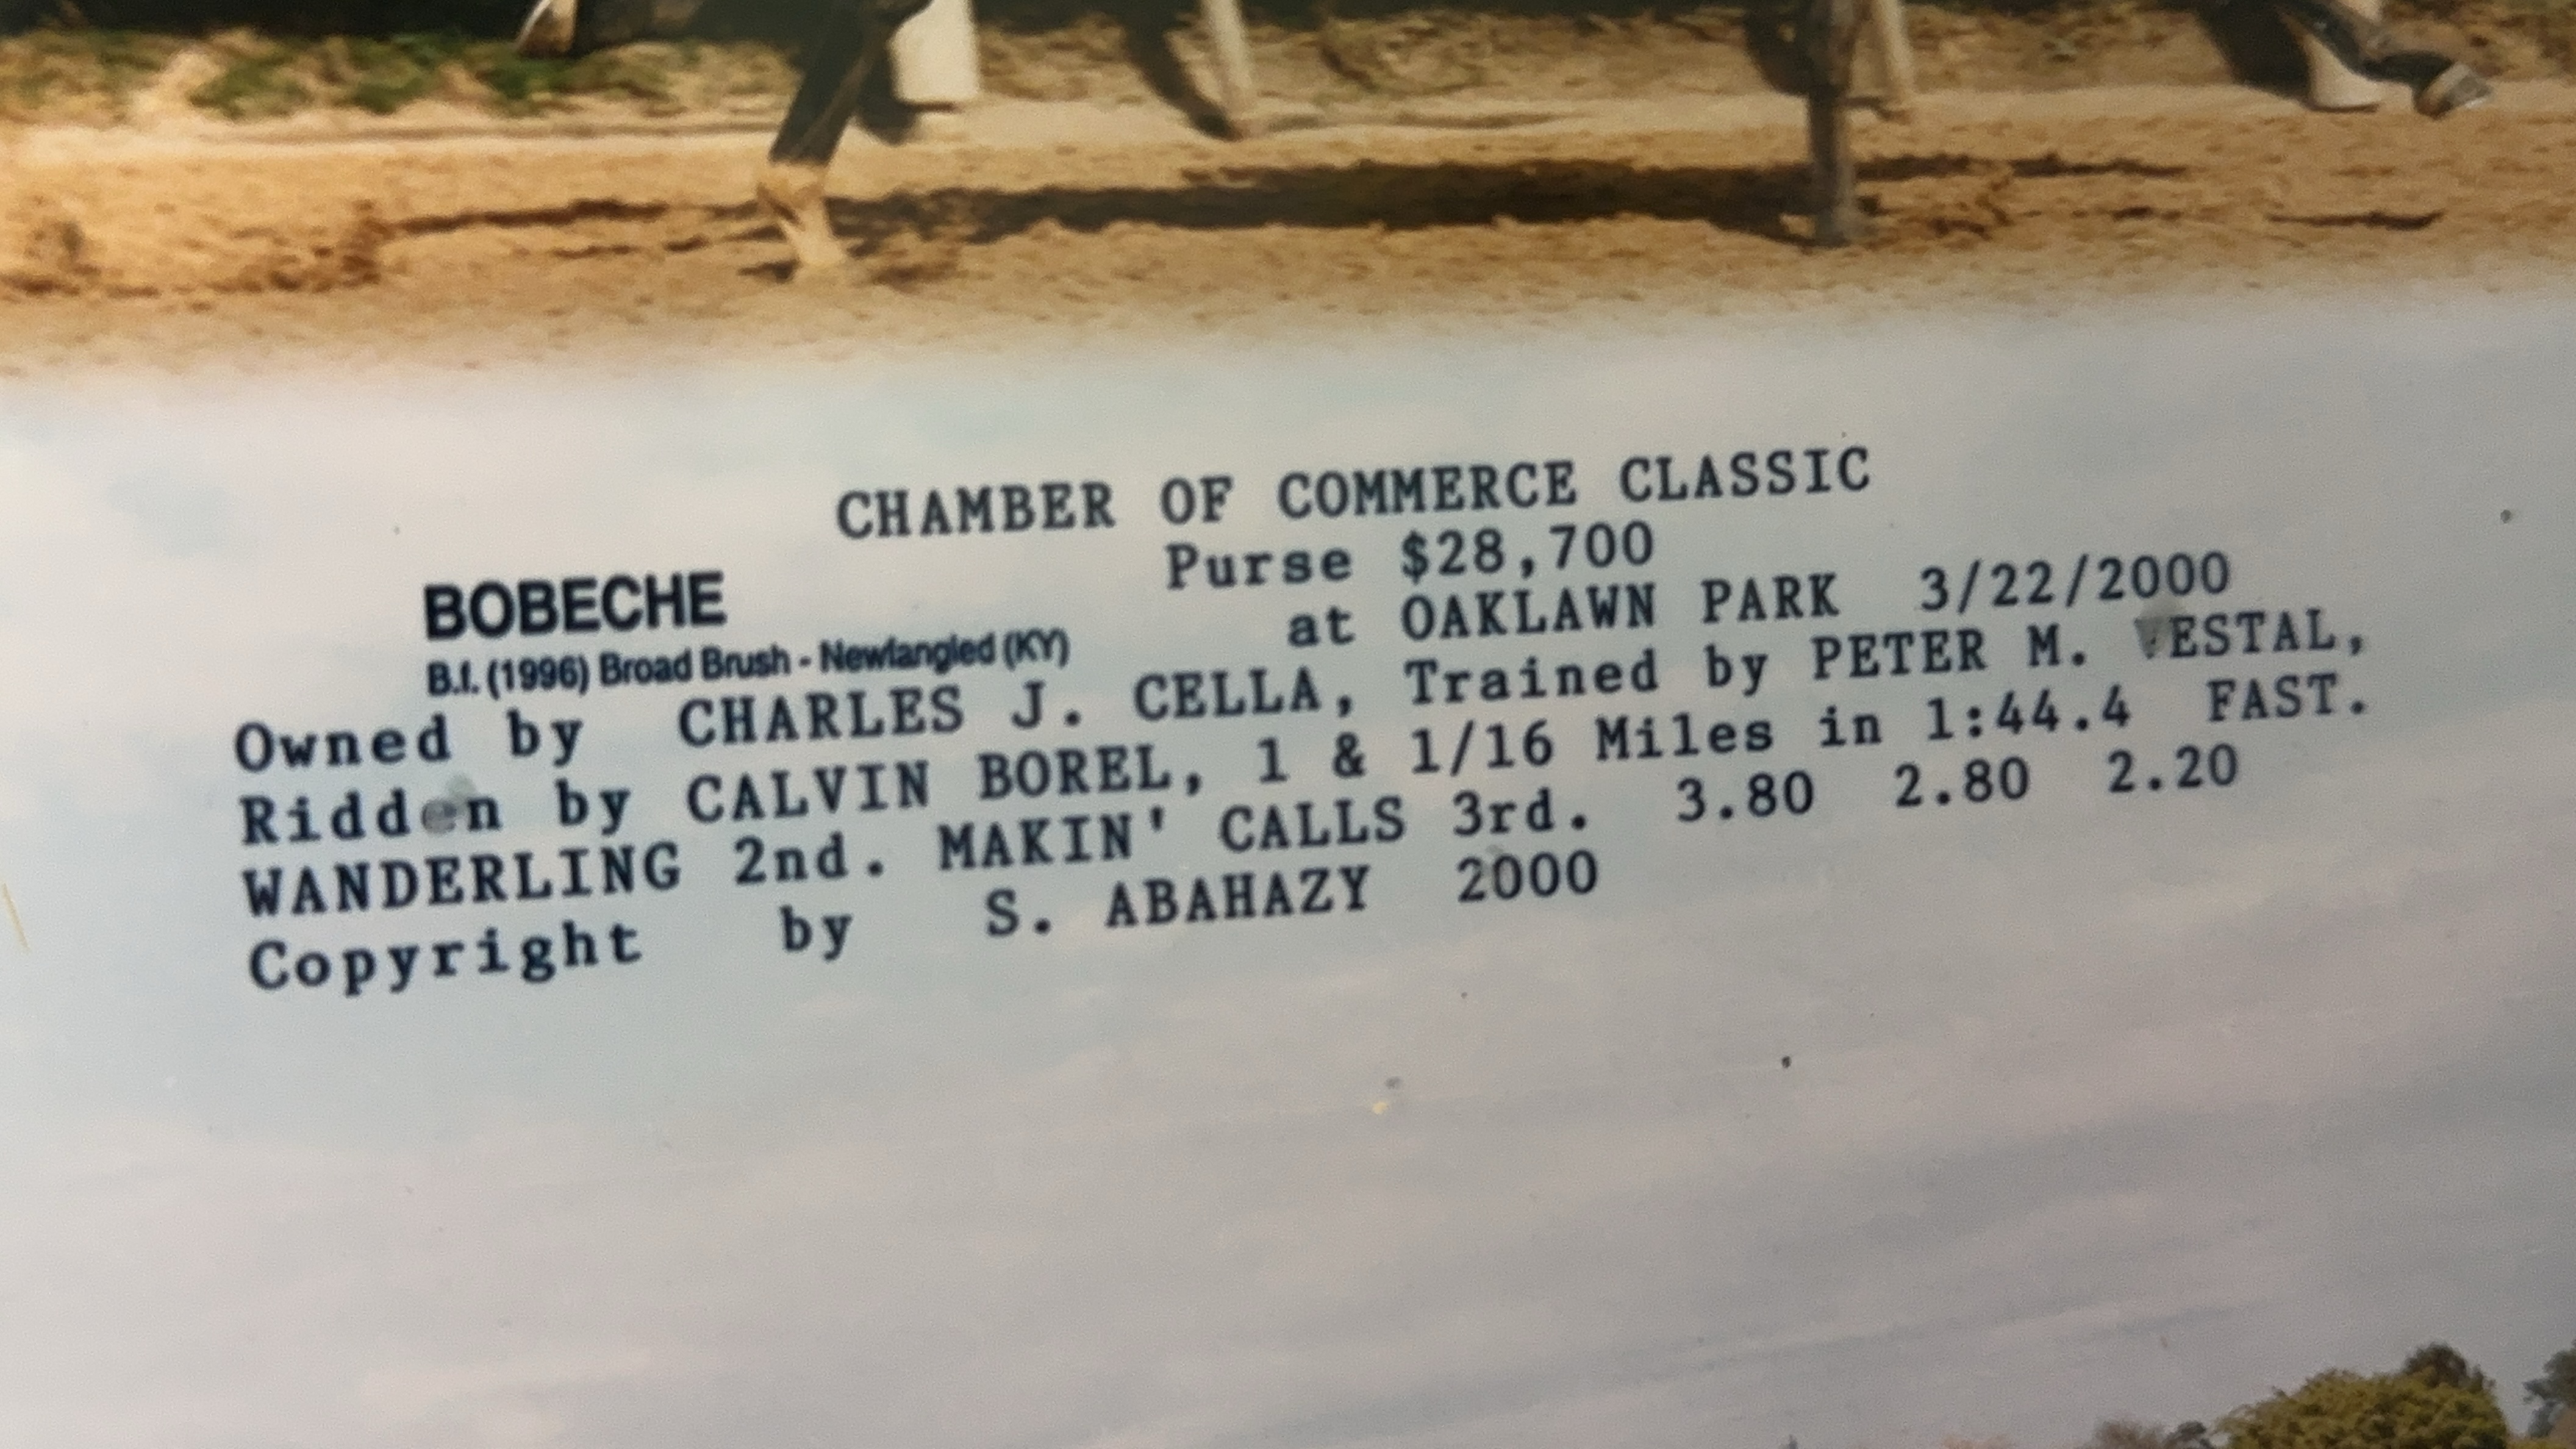 CHAMBER OF COMMERCE CLASSIC
Purse $28,700
BOBECHE
at OAKLAWN PARK 3/22/2000
B.f. (1996) Broad Brush - Newfangled (KY)
Owned by CHARLES J. CELLA, Trained by PETER M. VESTAL,
Ridden by CALVIN BOREL, 1 & 1/16 Miles in 1:44.4 FAST.
WANDERLING 2nd. MAKIN' CALLS 3rd. 3.80 2.80 2.20
Copyright by S. ABAHAZY 2000